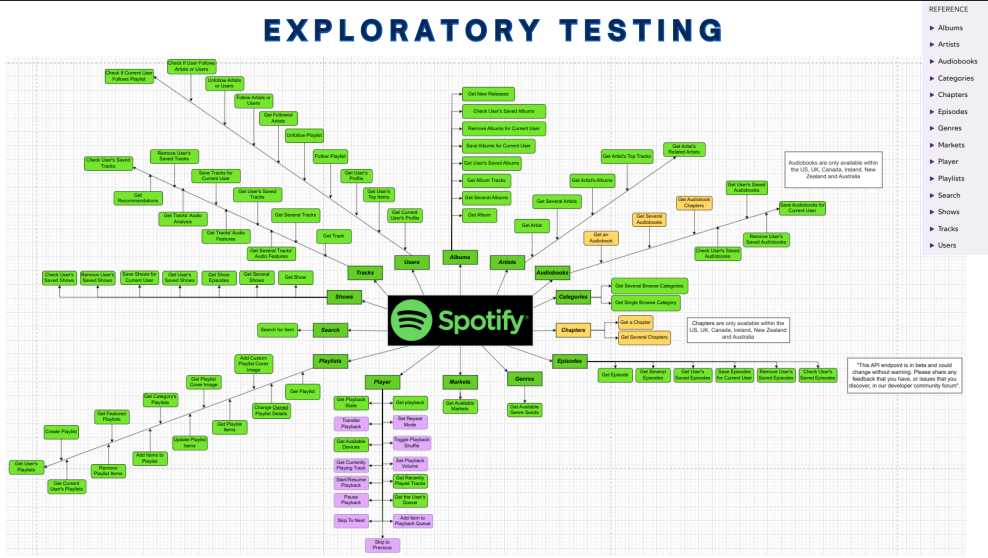 EXPLORATORY TESTING
REFERENCE
Albums
Artists
Audiobooks
Categories
Chapters
Episodes
Genres
Markets
Player
Playlists
Search
Shows
Tracks
Users
Check If User Follows
Artists or Users
Check If Current User
Follows Playlist
Unfollow Artists
or Users
Follow Artists or
Users
Get Followed
Artists
Unfollow Playlist
Follow Playlist
Get User's
Profile
Get User's
Top Items
Get Current
User's Profile
Users
Check User's Saved
Tracks
Remove User's
Saved Tracks
Get
Recommendations
Save Tracks for
Current User
Get Tracks' Audio
Analysis
Get User's Saved
Tracks
Get Tracks' Audio
Features
Get Several Tracks
Get Several Tracks'
Audio Features
Get Track
Tracks
Get New Releases
Check User's Saved Albums
Remove Albums for Current User
Save Albums for Current User
Get User's Saved Albums
Get Album Tracks
Get Several Albums
Get Album
Albums
Get Artist's
Related Artists
Get Artist's Top Tracks
Get Artist's Albums
Get Several Artists
Get Artist
Artists
Audiobooks are only available within
the US, UK, Canada, Ireland, New
Zealand and Australia
Get User's Saved
Audiobooks
Save Audiobooks for
Current User
Get Audiobook
Chapters
Get Several
Audiobooks
Get an
Audiobook
Remove User's
Saved Audiobooks
Check User's Saved
Audiobooks
Audiobooks
Check User's
Saved Shows
Remove User's
Saved Shows
Save Shows for
Current User
Get User's
Saved Shows
Get Show
Episodes
Get Several
Shows
Get Show
Shows
Search for Item
Search
Spotify
Categories
Get Several Browse Categories
Get Single Browse Category
Chapters
Get a Chapter
Get Several Chapters
Chapters are only available within the
US, UK, Canada, Ireland, New Zealand
and Australia
Episodes
Get Episode
Get Several
Episodes
Get User's
Saved Episodes
Save Episodes
for Current User
Remove User's
Saved Episodes
Check User's
Saved Episodes
"This API endpoint is in beta and could
change without warning. Please share any
feedback that you have, or issues that you
discover, in our developer community forum".
Playlists
Add Custom
Playlist Cover
Image
Get Playlist
Cover Image
Get Playlist
Get Category's
Playlists
Change Owned
Playlist Details
Get Featured
Playlists
Get Playlist
Items
Create Playlist
Update Playlist
Items
Add Items to
Playlist
Get User's
Playlists
Remove
Playlist Items
Get Current
User's Playlists
Player
Get Playback
State
Get playback
Transfer
Playback
Set Repeat
Mode
Get Available
Devices
Toggle Playback
Shuffle
Get Currently
Playing Track
Set Playback
Volume
Start/Resume
Playback
Get Recently
Played Tracks
Pause
Playback
Get the User's
Queue
Skip To Next
Add Item to
Playback Queue
Skip to
Previous
Markets
Get Available
Markets
Genres
Get Available
Genre Seeds